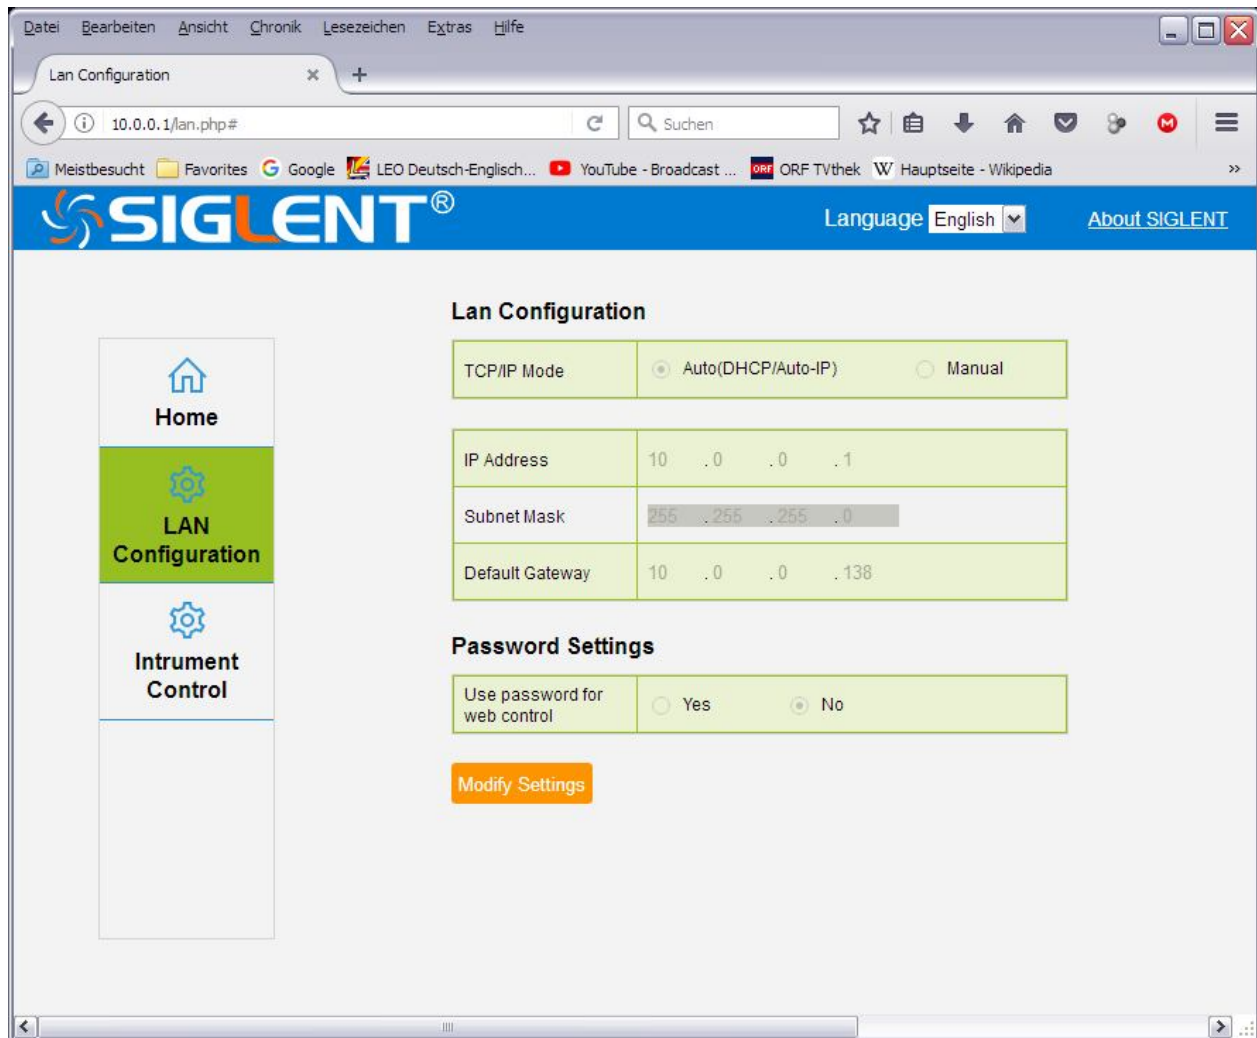 Datei Bearbeiten Ansicht Chronik Lesezeichen Extras Hilfe
Lan Configuration
10.0.0.1/lan.php#
Suchen
Meistbesucht Favorites Google LEO Deutsch-Englisch... YouTube - Broadcast ... ORF ORF TVthek W Hauptseite - Wikipedia
SIGLENT® Language English About SIGLENT
Lan Configuration
TCP/IP Mode Auto(DHCP/Auto-IP) Manual
IP Address 10 . 0 . 0 . 1
Subnet Mask 255 . 255 . 255 . 0
Default Gateway 10 . 0 . 0 . 138
Password Settings
Use password for
web control
Yes No
Modify Settings
Home
LAN
Configuration
Intrument
Control